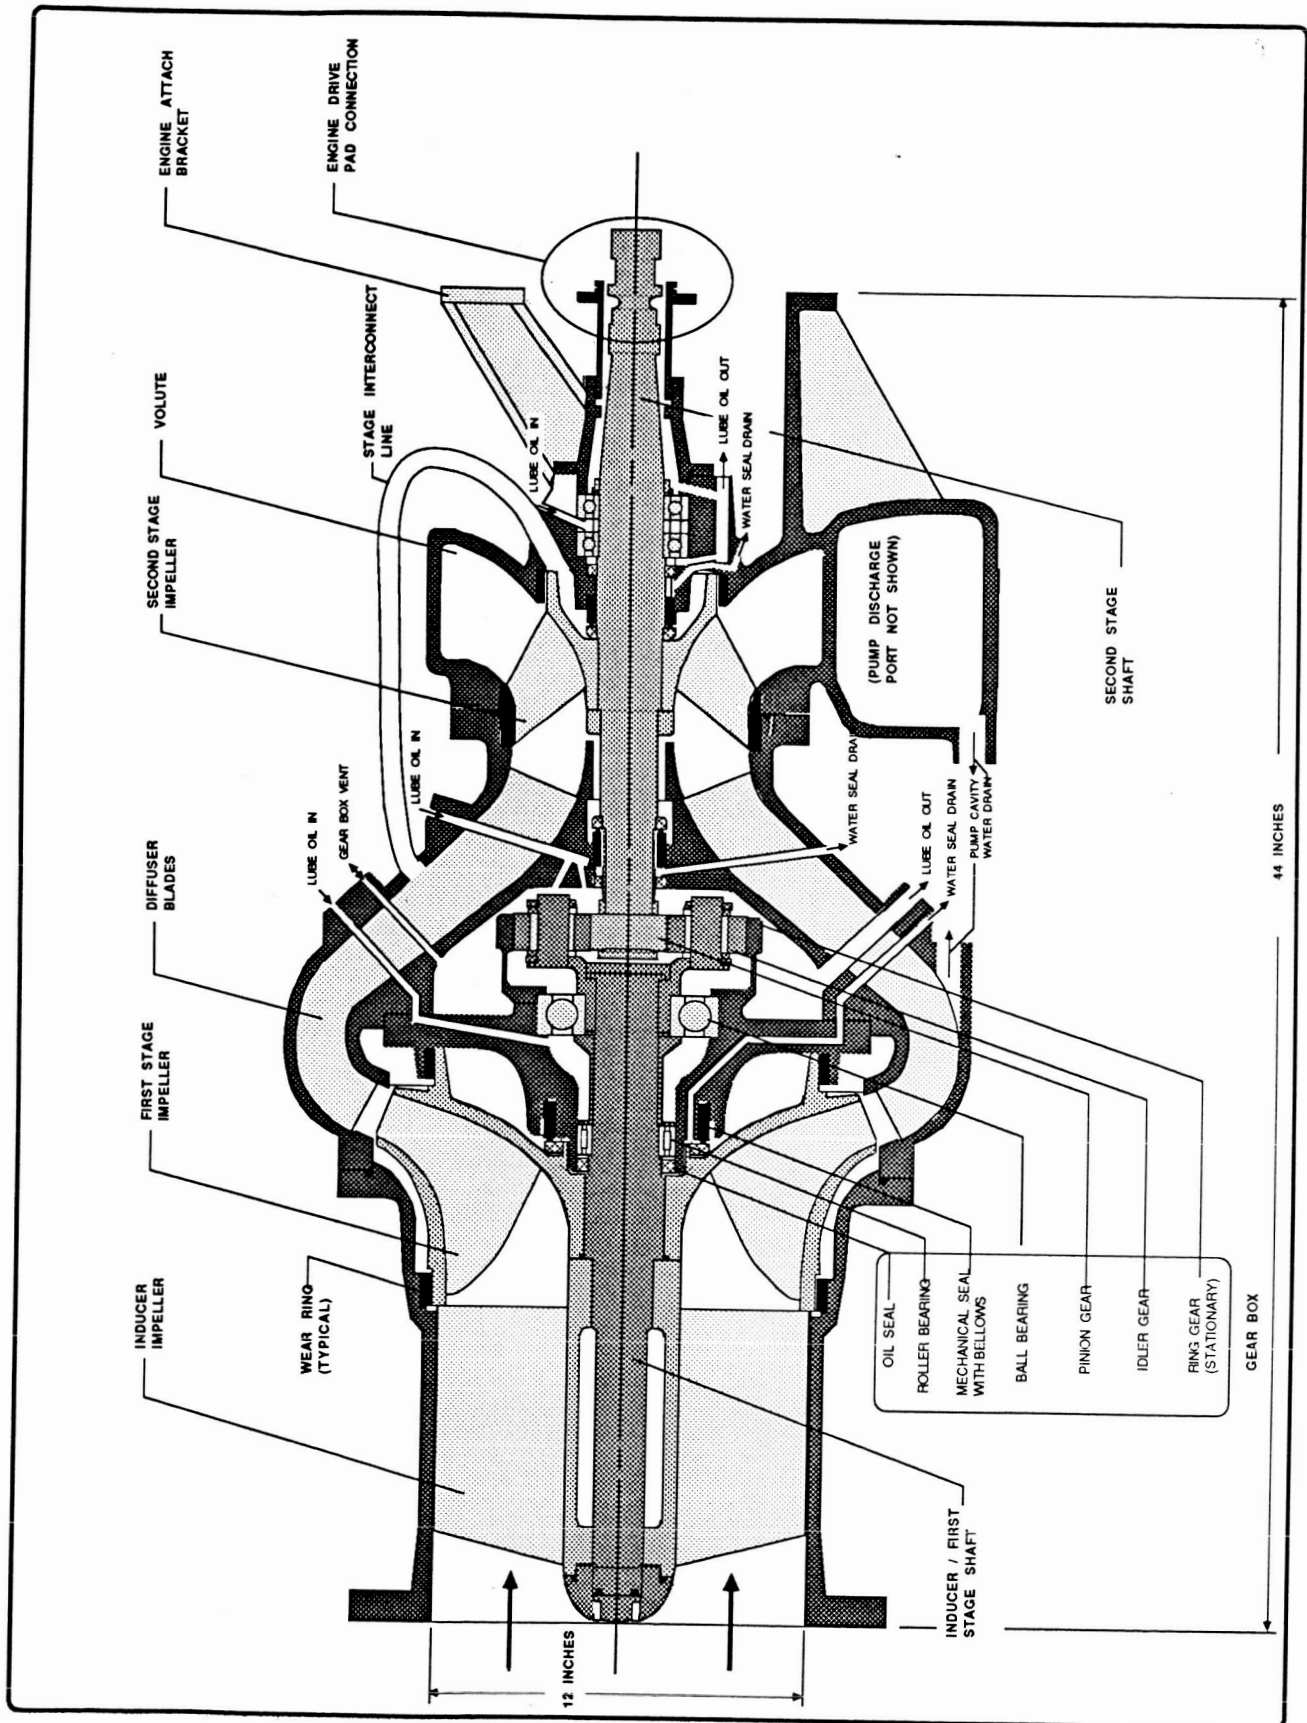 INDUCER
IMPELLER
WEAR RING
(TYPICAL)
FIRST STAGE
IMPELLER
DIFFUSER
BLADES
SECOND STAGE
IMPELLER
VOLUTE
STAGE INTERCONNECT
LINE
ENGINE ATTACH
BRACKET
ENGINE DRIVE
PAD CONNECTION
LUBE OIL IN
GEAR BOX VENT
LUBE OIL IN
LUBE OIL IN
LUBE OIL OUT
WATER SEAL DRAIN
WATER SEAL DRAIN
(PUMP DISCHARGE
PORT NOT SHOWN)
LUBE OIL OUT
WATER SEAL DRAIN
PUMP CAVITY
WATER DRAIN
SECOND STAGE
SHAFT
12 INCHES
INDUCER / FIRST
STAGE SHAFT
OIL SEAL
ROLLER BEARING
MECHANICAL SEAL
WITH BELLOWS
BALL BEARING
PINION GEAR
IDLER GEAR
RING GEAR
(STATIONARY)
GEAR BOX
44 INCHES